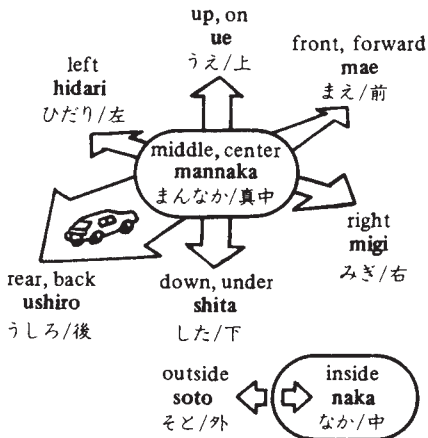 up, on
ue
うえ/上
front, forward
mae
まえ/前
left
hidari
ひだり/左
middle, center
mannaka
まんなか/真中
right
migi
みぎ/右
rear, back
ushiro
うしろ/後
down, under
shita
した/下
outside
soto
そと/外
inside
naka
なか/中